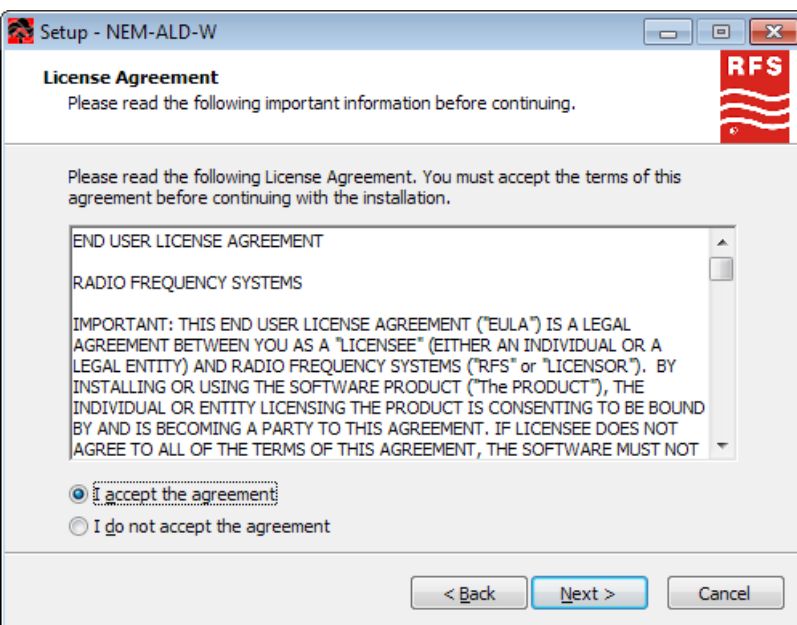 Setup - NEM-ALD-W
License Agreement
Please read the following important information before continuing.
RFS
Please read the following License Agreement. You must accept the terms of this
agreement before continuing with the installation.
END USER LICENSE AGREEMENT
RADIO FREQUENCY SYSTEMS
IMPORTANT: THIS END USER LICENSE AGREEMENT ("EULA") IS A LEGAL
AGREEMENT BETWEEN YOU AS A "LICENSEE" (EITHER AN INDIVIDUAL OR A
LEGAL ENTITY) AND RADIO FREQUENCY SYSTEMS ("RFS" or "LICENSOR").  BY
INSTALLING OR USING THE SOFTWARE PRODUCT ("The PRODUCT"), THE
INDIVIDUAL OR ENTITY LICENSING THE PRODUCT IS CONSENTING TO BE BOUND
BY AND IS BECOMING A PARTY TO THIS AGREEMENT. IF LICENSEE DOES NOT
AGREE TO ALL OF THE TERMS OF THIS AGREEMENT, THE SOFTWARE MUST NOT
I accept the agreement
I do not accept the agreement
< Back
Next >
Cancel